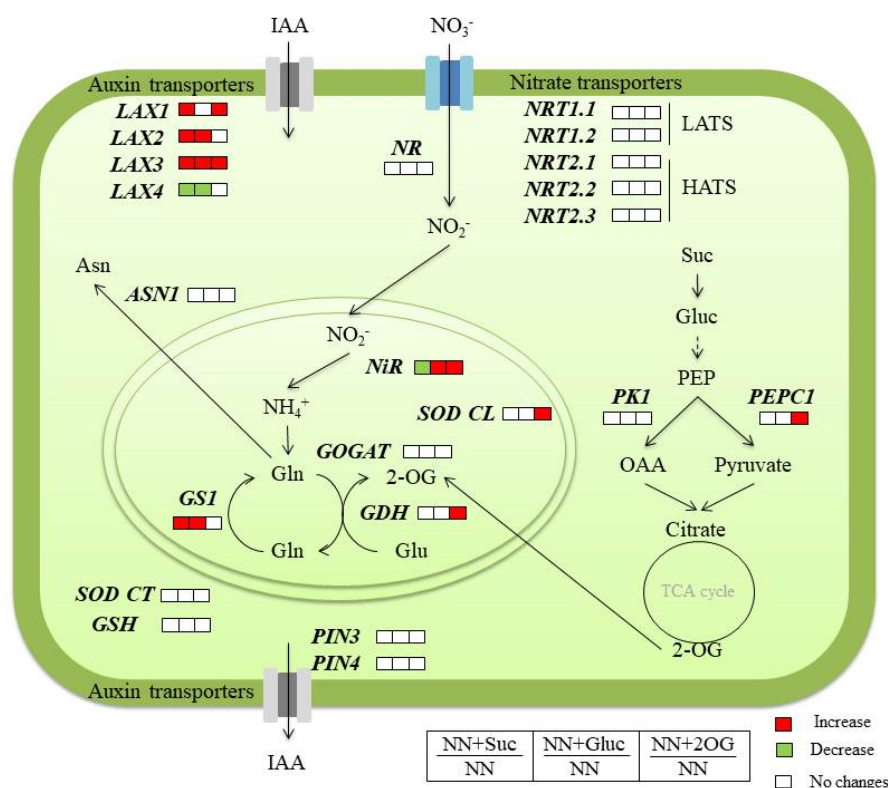 IAA
NO₃⁻
Auxin transporters
Nitrate transporters
LAX1
LAX2
LAX3
LAX4
NR
NRT1.1
NRT1.2
LATS
NRT2.1
NRT2.2
NRT2.3
HATS
NO₂⁻
Suc
Asn
ASN1
Gluc
NO₂⁻
NiR
PEP
PK1
PEPC1
NH₄⁺
SOD CL
GOGAT
Gln
2-OG
OAA
Pyruvate
GS1
GDH
Citrate
Gln
Glu
TCA cycle
SOD CT
GSH
PIN3
PIN4
2-OG
Auxin transporters
IAA
NN+Suc
NN
NN+Gluc
NN
NN+2OG
NN
Increase
Decrease
No changes